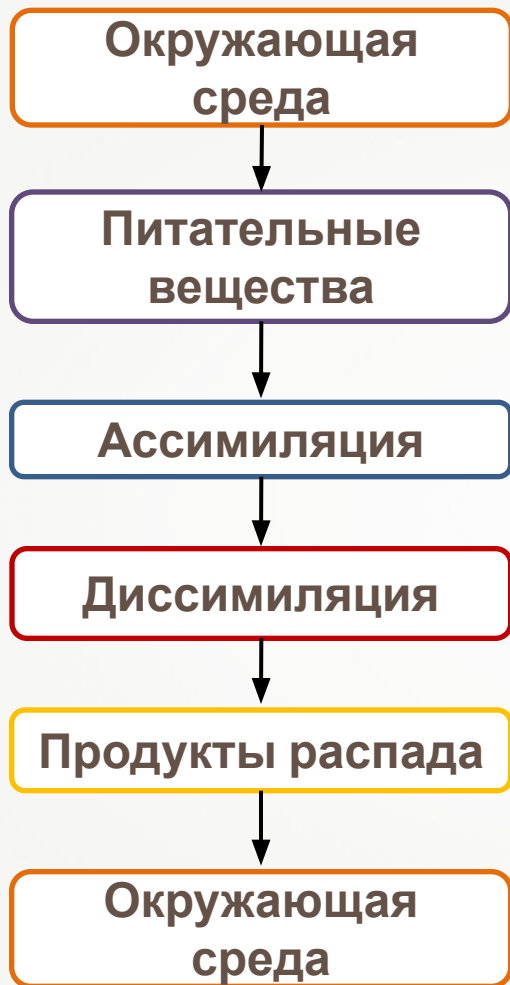 Окружающая
среда
Питательные
вещества
Ассимиляция
Диссимиляция
Продукты распада
Окружающая
среда